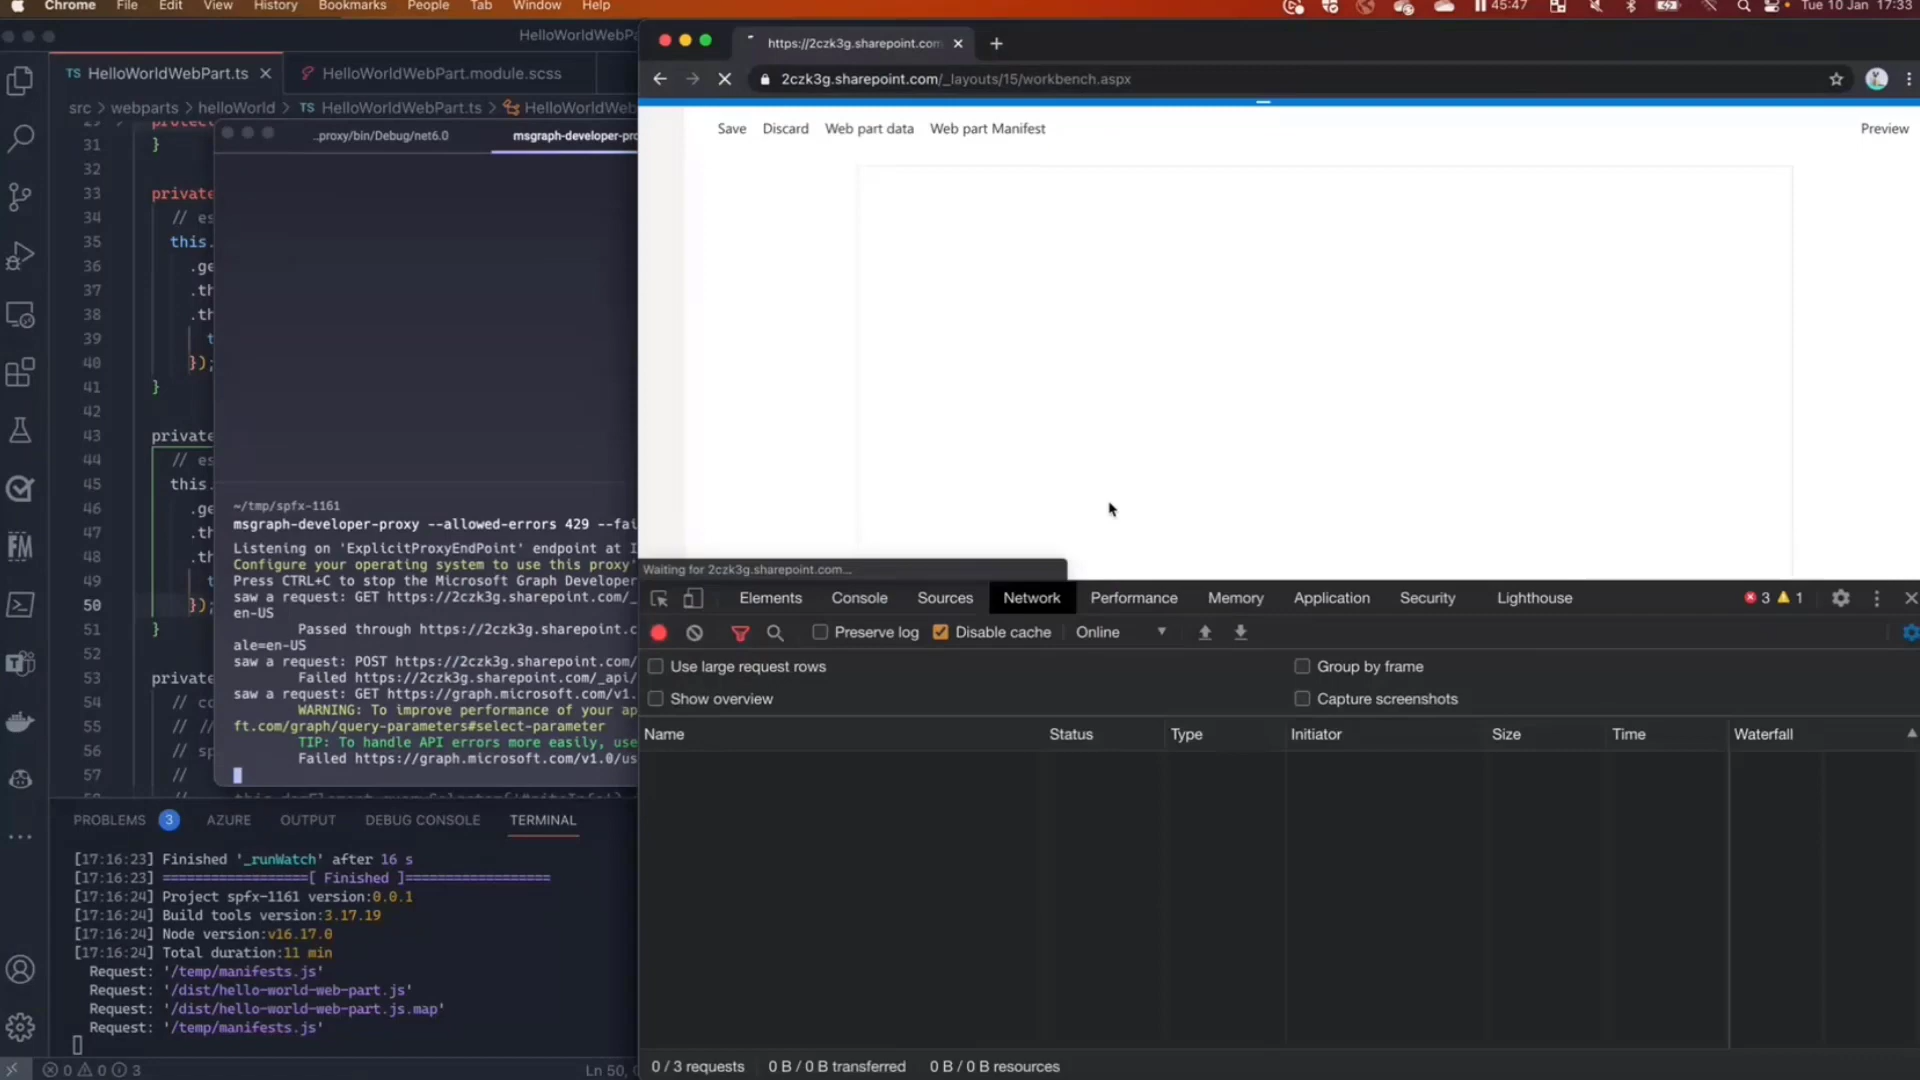 Chrome File Edit View History Bookmarks People Tab Window Help
45:47 Tue 10 Jan 17:33
HelloWorldWebPa
TS HelloWorldWebPart.ts
HelloWorldWebPart.module.scss
src > webparts > helloWorld > TS HelloWorldWebPart.ts > HelloWorldWeb
31 }
32
33 private
34 // es
35 this.
36 .ge
37 .th
38 .th
39 t
40 });
41 }
42
43 private
44 // es
45 this.
46 .ge
47 .th
48 .th
49 t
50 });
51 }
52
53 private
54 // co
55 // //
56 // sp
57 //
..proxy/bin/Debug/net6.0
msgraph-developer-pro
~/tmp/spfx-1161
msgraph-developer-proxy --allowed-errors 429 --fai
Listening on 'ExplicitProxyEndPoint' endpoint at I
Configure your operating system to use this proxy'
Press CTRL+C to stop the Microsoft Graph Developer
saw a request: GET https://2czk3g.sharepoint.com/_
en-US
Passed through https://2czk3g.sharepoint.c
ale=en-US
saw a request: POST https://2czk3g.sharepoint.com/
Failed https://2czk3g.sharepoint.com/_api/
saw a request: GET https://graph.microsoft.com/v1.
WARNING: To improve performance of your ap
ft.com/graph/query-parameters#select-parameter
TIP: To handle API errors more easily, use
Failed https://graph.microsoft.com/v1.0/us
PROBLEMS 3 AZURE OUTPUT DEBUG CONSOLE TERMINAL
[17:16:23] Finished '_runWatch' after 16 s
[17:16:23] ==================[ Finished ]==================
[17:16:24] Project spfx-1161 version:0.0.1
[17:16:24] Build tools version:3.17.19
[17:16:24] Node version:v16.17.0
[17:16:24] Total duration:11 min
Request: '/temp/manifests.js'
Request: '/dist/hello-world-web-part.js'
Request: '/dist/hello-world-web-part.js.map'
Request: '/temp/manifests.js'
0 0 3
Ln 50,
https://2czk3g.sharepoint.com
2czk3g.sharepoint.com/_layouts/15/workbench.aspx
Save Discard Web part data Web part Manifest Preview
Waiting for 2czk3g.sharepoint.com...
Elements Console Sources Network Performance Memory Application Security Lighthouse 3 1
Preserve log Disable cache Online
Use large request rows Group by frame
Show overview Capture screenshots
Name Status Type Initiator Size Time Waterfall
0 / 3 requests 0 B / 0 B transferred 0 B / 0 B resources